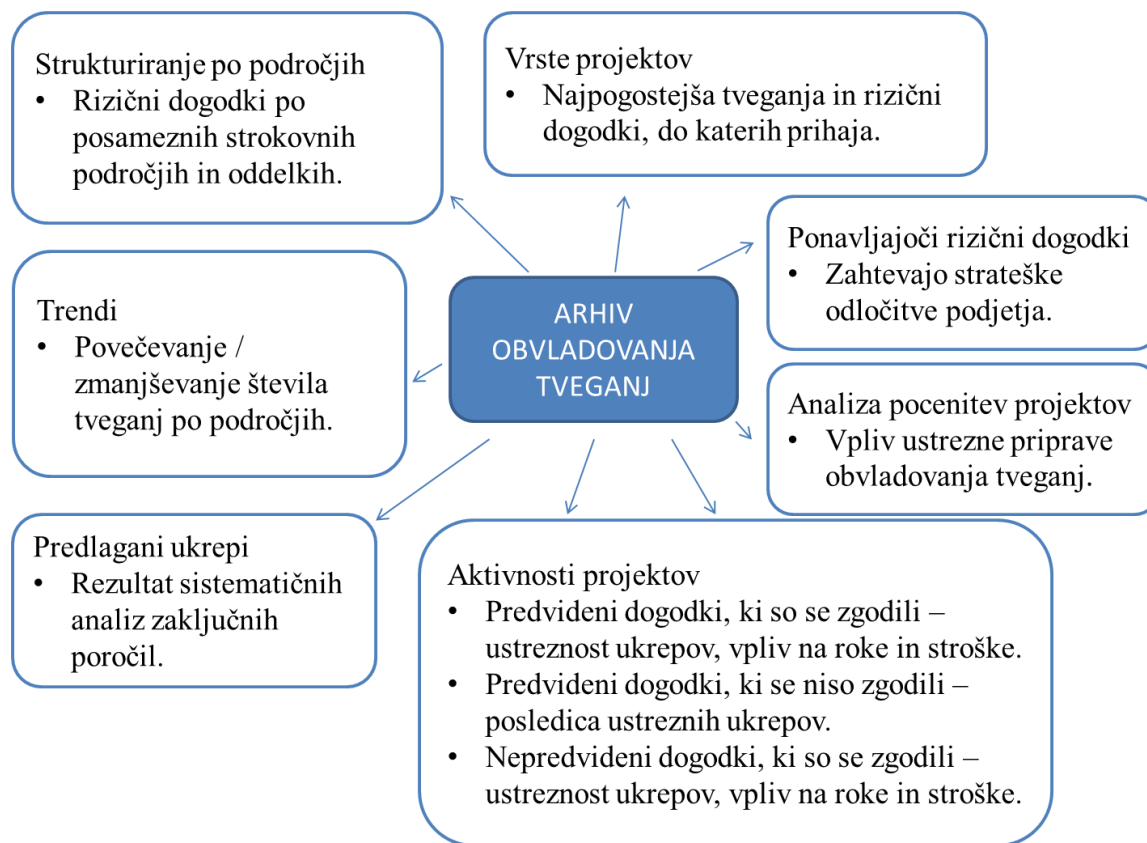 Strukturiranje po področjih
• Rizični dogodki po
posameznih strokovnih
področjih in oddelkih.
Vrste projektov
• Najpogostejša tveganja in rizični
dogodki, do katerih prihaja.
Ponavljajoči rizični dogodki
• Zahtevajo strateške
odločitve podjetja.
ARHIV
OBVLADOVANJA
TVEGANJ
Trendi
• Povečevanje /
zmanjševanje števila
tveganj po področjih.
Analiza pocenitev projektov
• Vpliv ustrezne priprave
obvladovanja tveganj.
Predlagani ukrepi
• Rezultat sistematičnih
analiz zaključnih
poročil.
Aktivnosti projektov
• Predvideni dogodki, ki so se zgodili –
ustreznost ukrepov, vpliv na roke in stroške.
• Predvideni dogodki, ki se niso zgodili –
posledica ustreznih ukrepov.
• Nepredvideni dogodki, ki so se zgodili –
ustreznost ukrepov, vpliv na roke in stroške.